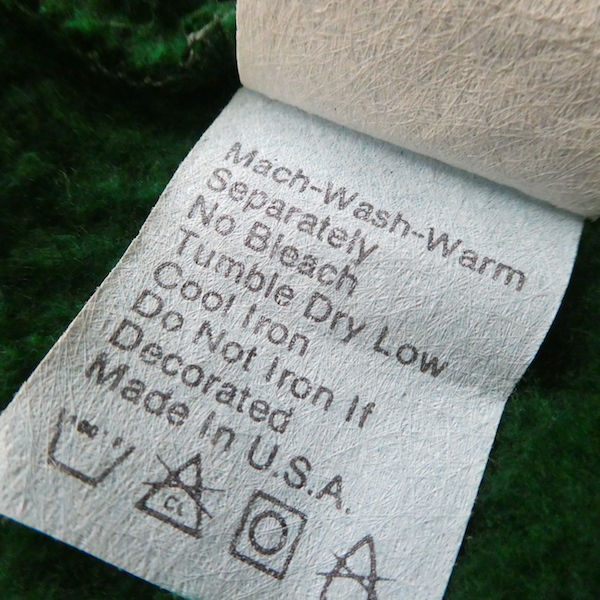 Mach-Wash-Warm
Separately
No Bleach
Tumble Dry Low
Cool Iron
Do Not Iron If
Decorated
Made In U.S.A.